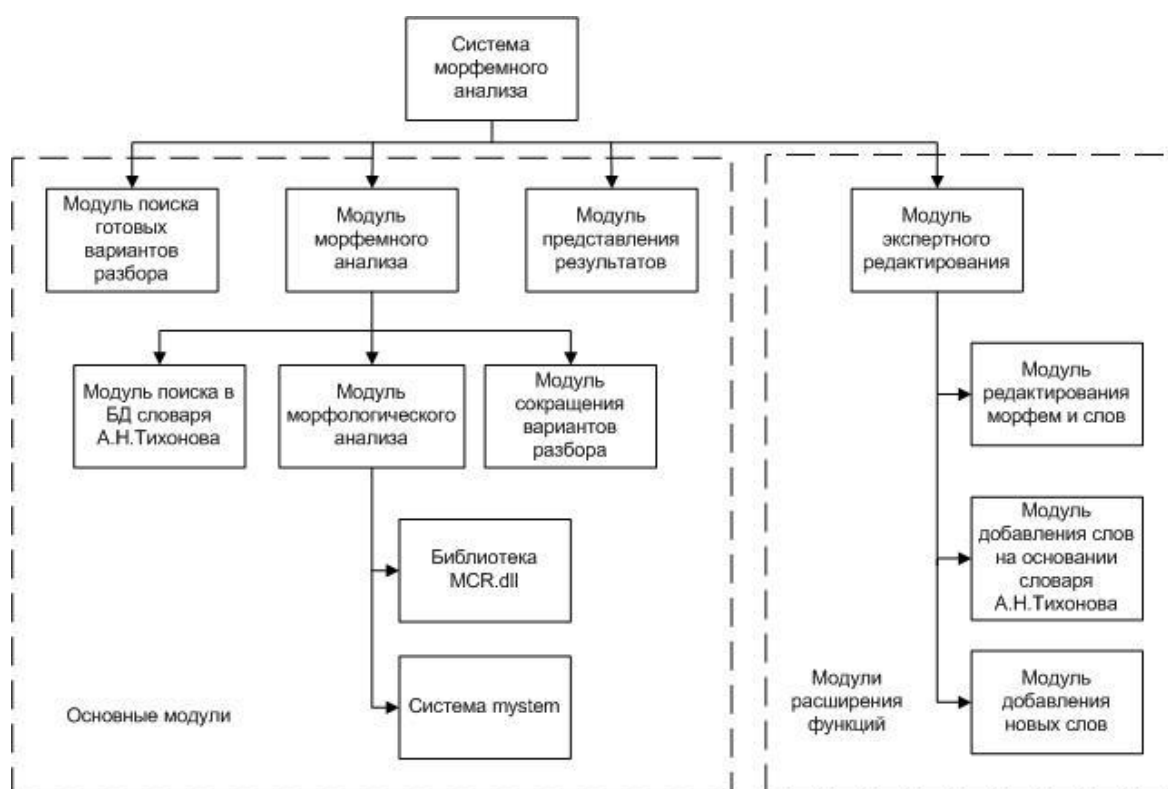 Система
морфемного
анализа
Модуль поиска
готовых
вариантов
разбора
Модуль
морфемного
анализа
Модуль
представления
результатов
Модуль
экспертного
редактирования
Модуль поиска в
БД словаря
А.Н.Тихонова
Модуль
морфологического
анализа
Модуль
сокращения
вариантов
разбора
Модуль
редактирования
морфем и слов
Библиотека
MCR.dll
Модуль
добавления слов
на основании
словаря
А.Н.Тихонова
Система mystem
Модуль
добавления
новых слов
Основные модули
Модули
расширения
функций